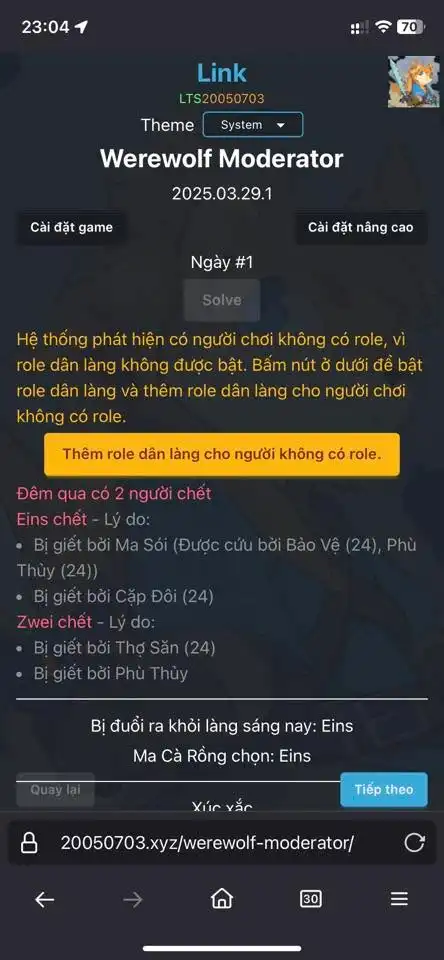 23:04
70
Link
LTS20050703
Theme System
Werewolf Moderator
2025.03.29.1
Cài đặt game
Cài đặt nâng cao
Ngày #1
Solve
Hệ thống phát hiện có người chơi không có role, vì
role dân làng không được bật. Bấm nút ở dưới để bật
role dân làng và thêm role dân làng cho người chơi
không có role.
Thêm role dân làng cho người không có role.
Đêm qua có 2 người chết
Eins chết - Lý do:
• Bị giết bởi Ma Sói (Được cứu bởi Bảo Vệ (24), Phù
Thủy (24))
• Bị giết bởi Cặp Đôi (24)
Zwei chết - Lý do:
• Bị giết bởi Thợ Săn (24)
• Bị giết bởi Phù Thủy
Bị đuổi ra khỏi làng sáng nay: Eins
Ma Cà Rồng chọn: Eins
Quay lại
Tiếp theo
Xúc xắc
20050703.xyz/werewolf-moderator/
30